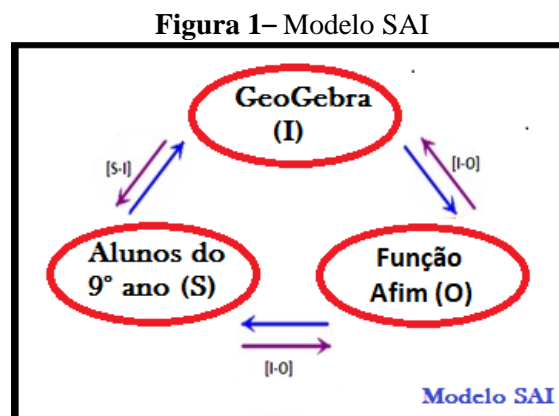 Figura 1– Modelo SAI
GeoGebra
(I)
[S-I]
[I-O]
Alunos do
9° ano (S)
Função
Afim (O)
[I-O]
Modelo SAI